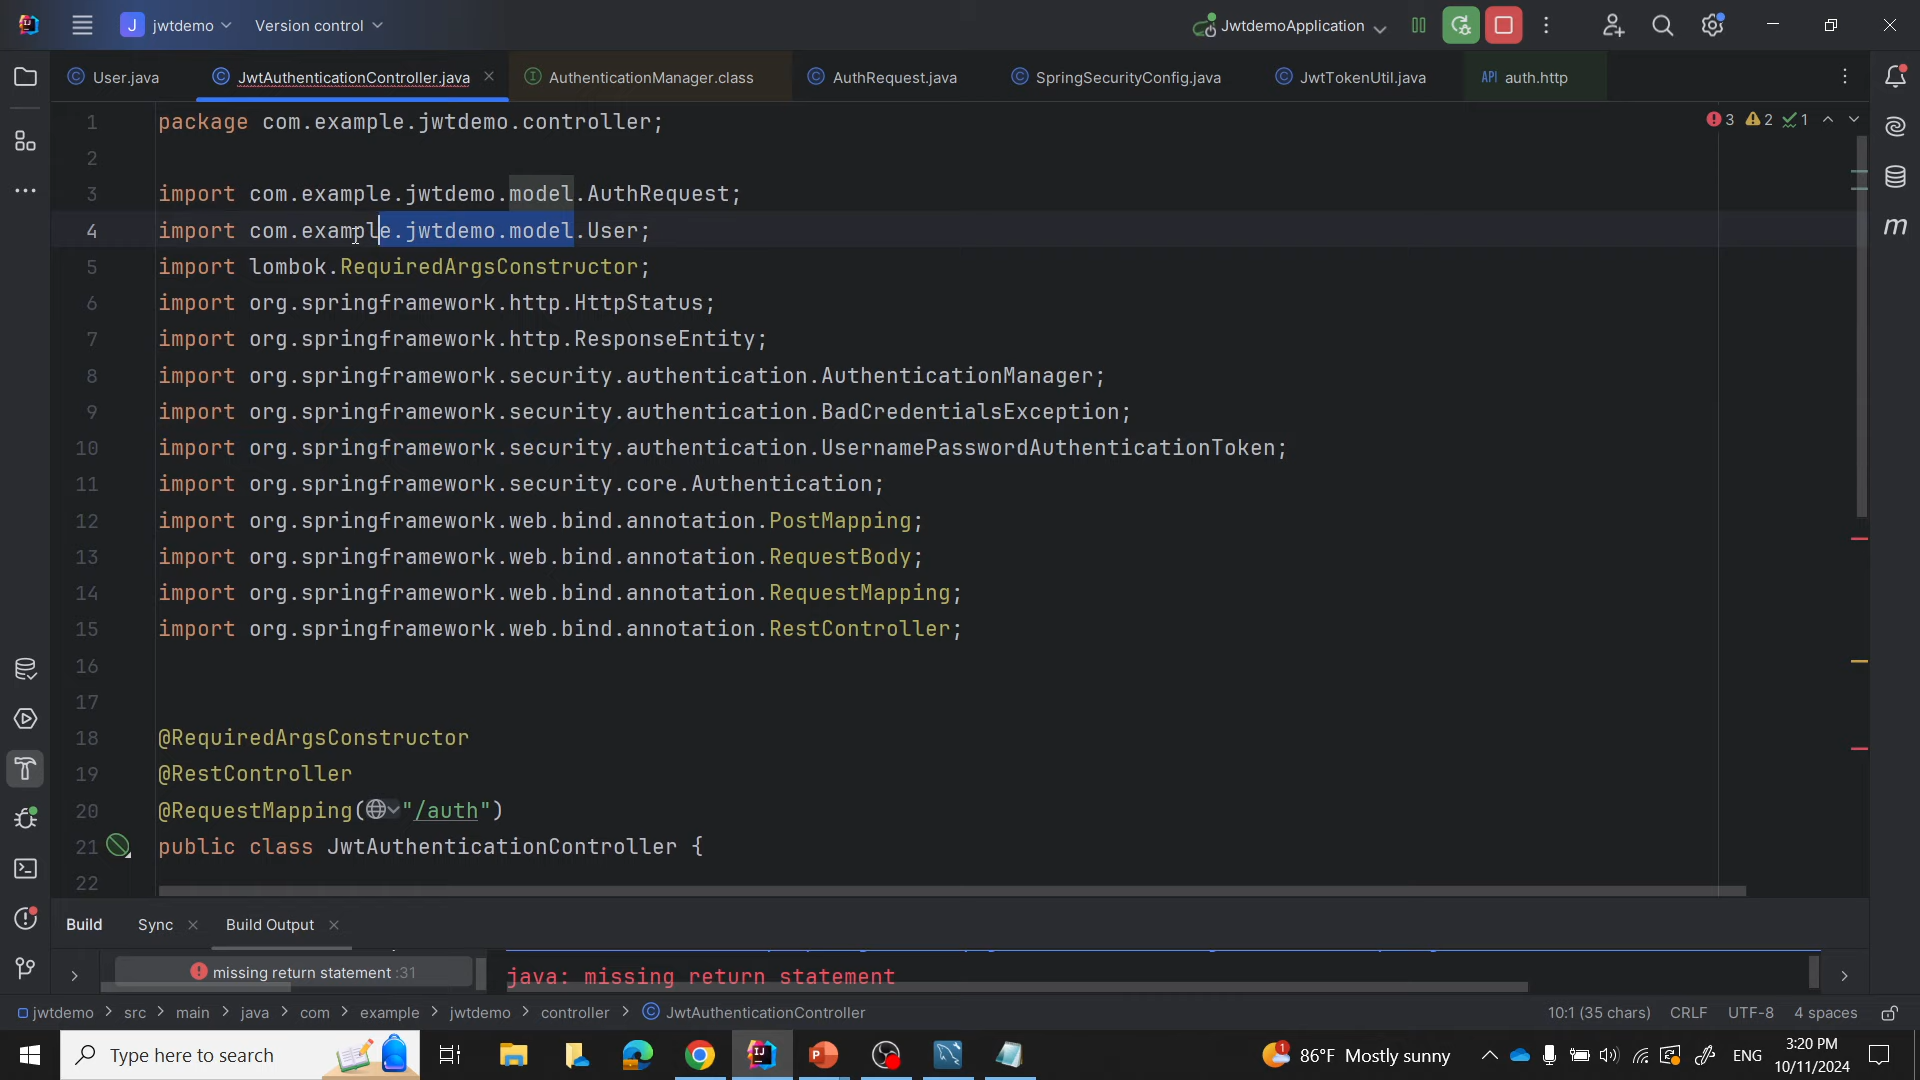 J jwtdemo Version control JwtdemoApplication
User.java JwtAuthenticationController.java AuthenticationManager.class AuthRequest.java SpringSecurityConfig.java JwtTokenUtil.java API auth.http
1 package com.example.jwtdemo.controller; 3 2 1
2
3 import com.example.jwtdemo.model.AuthRequest;
4 import com.example.jwtdemo.model.User;
5 import lombok.RequiredArgsConstructor;
6 import org.springframework.http.HttpStatus;
7 import org.springframework.http.ResponseEntity;
8 import org.springframework.security.authentication.AuthenticationManager;
9 import org.springframework.security.authentication.BadCredentialsException;
10 import org.springframework.security.authentication.UsernamePasswordAuthenticationToken;
11 import org.springframework.security.core.Authentication;
12 import org.springframework.web.bind.annotation.PostMapping;
13 import org.springframework.web.bind.annotation.RequestBody;
14 import org.springframework.web.bind.annotation.RequestMapping;
15 import org.springframework.web.bind.annotation.RestController;
16
17
18 @RequiredArgsConstructor
19 @RestController
20 @RequestMapping("/auth")
21 public class JwtAuthenticationController {
22
Build Sync Build Output
missing return statement :31 java: missing return statement
jwtdemo > src > main > java > com > example > jwtdemo > controller > JwtAuthenticationController 10:1 (35 chars) CRLF UTF-8 4 spaces
Type here to search 1 86°F Mostly sunny ENG 3:20 PM
10/11/2024